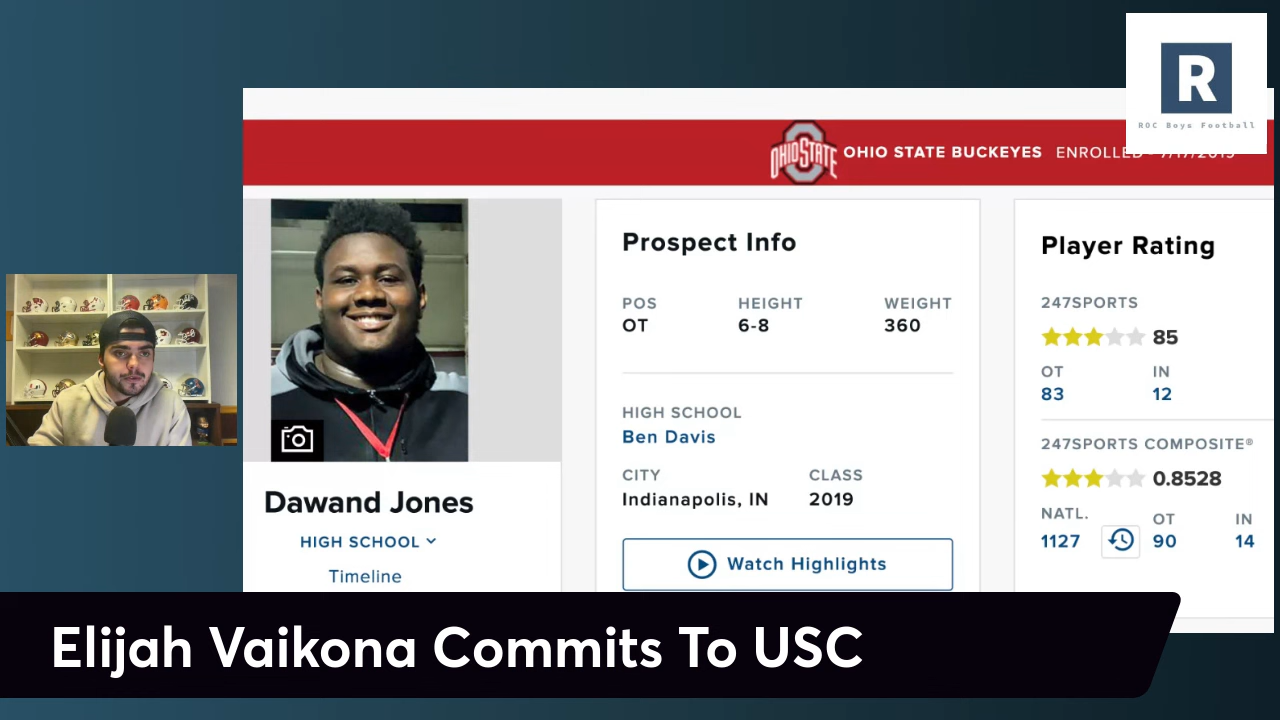 R
ROC Boys Football
OHIO STATE
OHIO STATE BUCKEYES ENROLLED
Prospect Info
POS HEIGHT WEIGHT
OT 6-8 360
HIGH SCHOOL
Ben Davis
CITY CLASS
Indianapolis, IN 2019
Watch Highlights
Player Rating
247SPORTS
85
OT IN
83 12
247SPORTS COMPOSITE®
0.8528
NATL. OT IN
1127 90 14
Dawand Jones
HIGH SCHOOL
Timeline
Elijah Vaikona Commits To USC